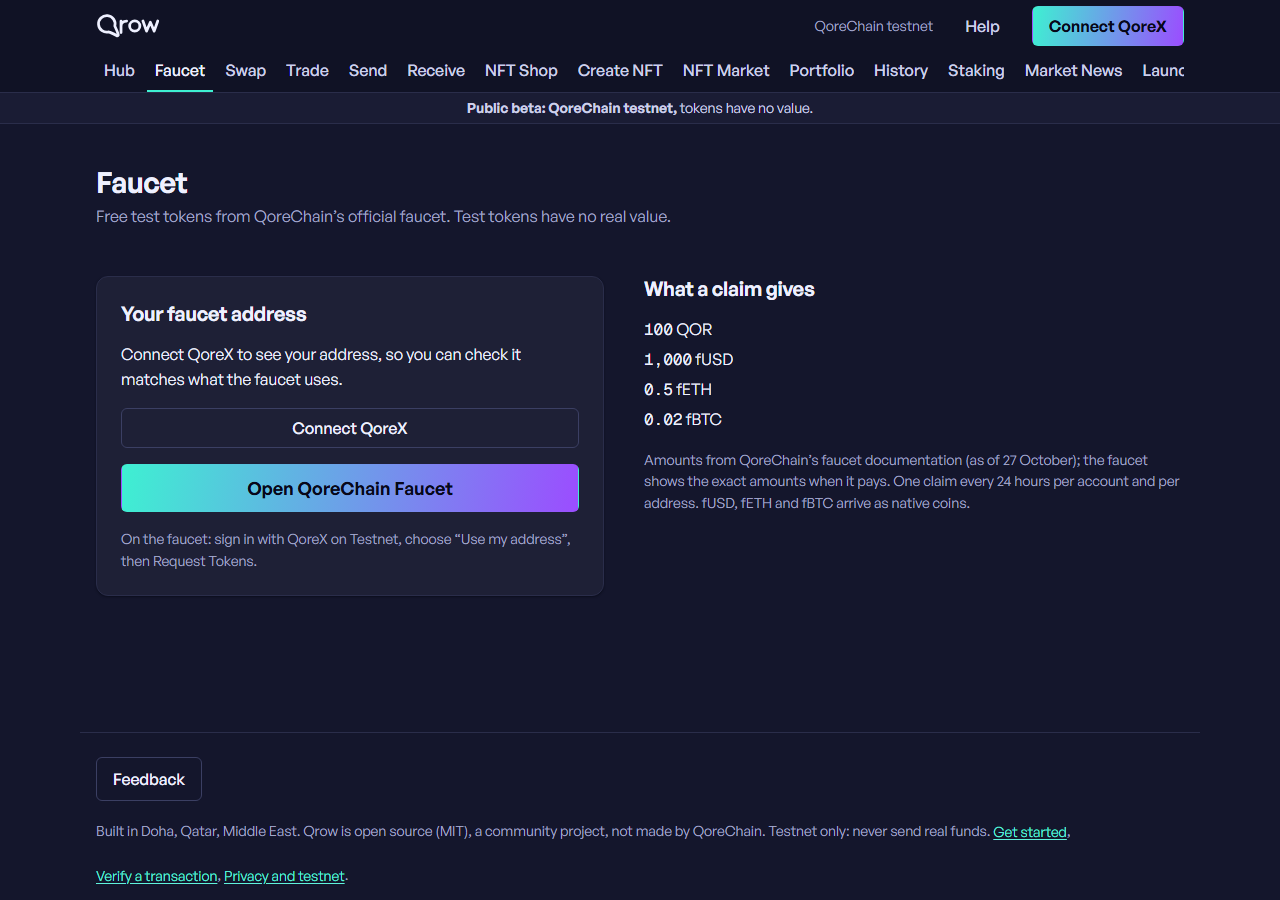 Qrow
QoreChain testnet
Help
Connect QoreX
Hub
Faucet
Swap
Trade
Send
Receive
NFT Shop
Create NFT
NFT Market
Portfolio
History
Staking
Market News
Public beta: QoreChain testnet, tokens have no value.
Faucet
Free test tokens from QoreChain’s official faucet. Test tokens have no real value.
Your faucet address
Connect QoreX to see your address, so you can check it
matches what the faucet uses.
Connect QoreX
Open QoreChain Faucet
On the faucet: sign in with QoreX on Testnet, choose “Use my address”,
then Request Tokens.
What a claim gives
100 QOR
1,000 fUSD
0.5 fETH
0.02 fBTC
Amounts from QoreChain’s faucet documentation (as of 27 October); the faucet
shows the exact amounts when it pays. One claim every 24 hours per account and per
address. fUSD, fETH and fBTC arrive as native coins.
Feedback
Built in Doha, Qatar, Middle East. Qrow is open source (MIT), a community project, not made by QoreChain. Testnet only: never send real funds. Get started,
Verify a transaction, Privacy and testnet.